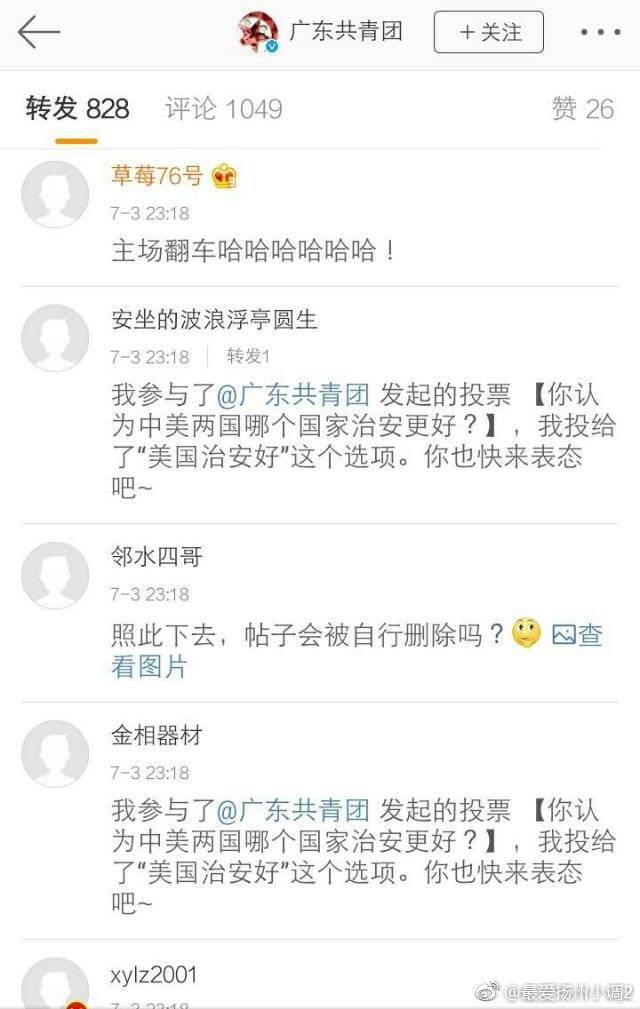 广东共青团
+关注
转发 828
评论 1049
赞 26
草莓76号
7-3 23:18
主场翻车哈哈哈哈哈哈！
安坐的波浪浮亭圆生
7-3 23:18
转发1
我参与了@广东共青团 发起的投票 【你认
为中美两国哪个国家治安更好？】，我投给
了“美国治安好”这个选项。你也快来表态
吧~
邻水四哥
7-3 23:18
照此下去，帖子会被自行删除吗？ 查
看图片
金相器材
7-3 23:18
我参与了@广东共青团 发起的投票 【你认
为中美两国哪个国家治安更好？】，我投给
了“美国治安好”这个选项。你也快来表态
吧~
xylz2001
7-3 23:18
@最爱扬州小调2